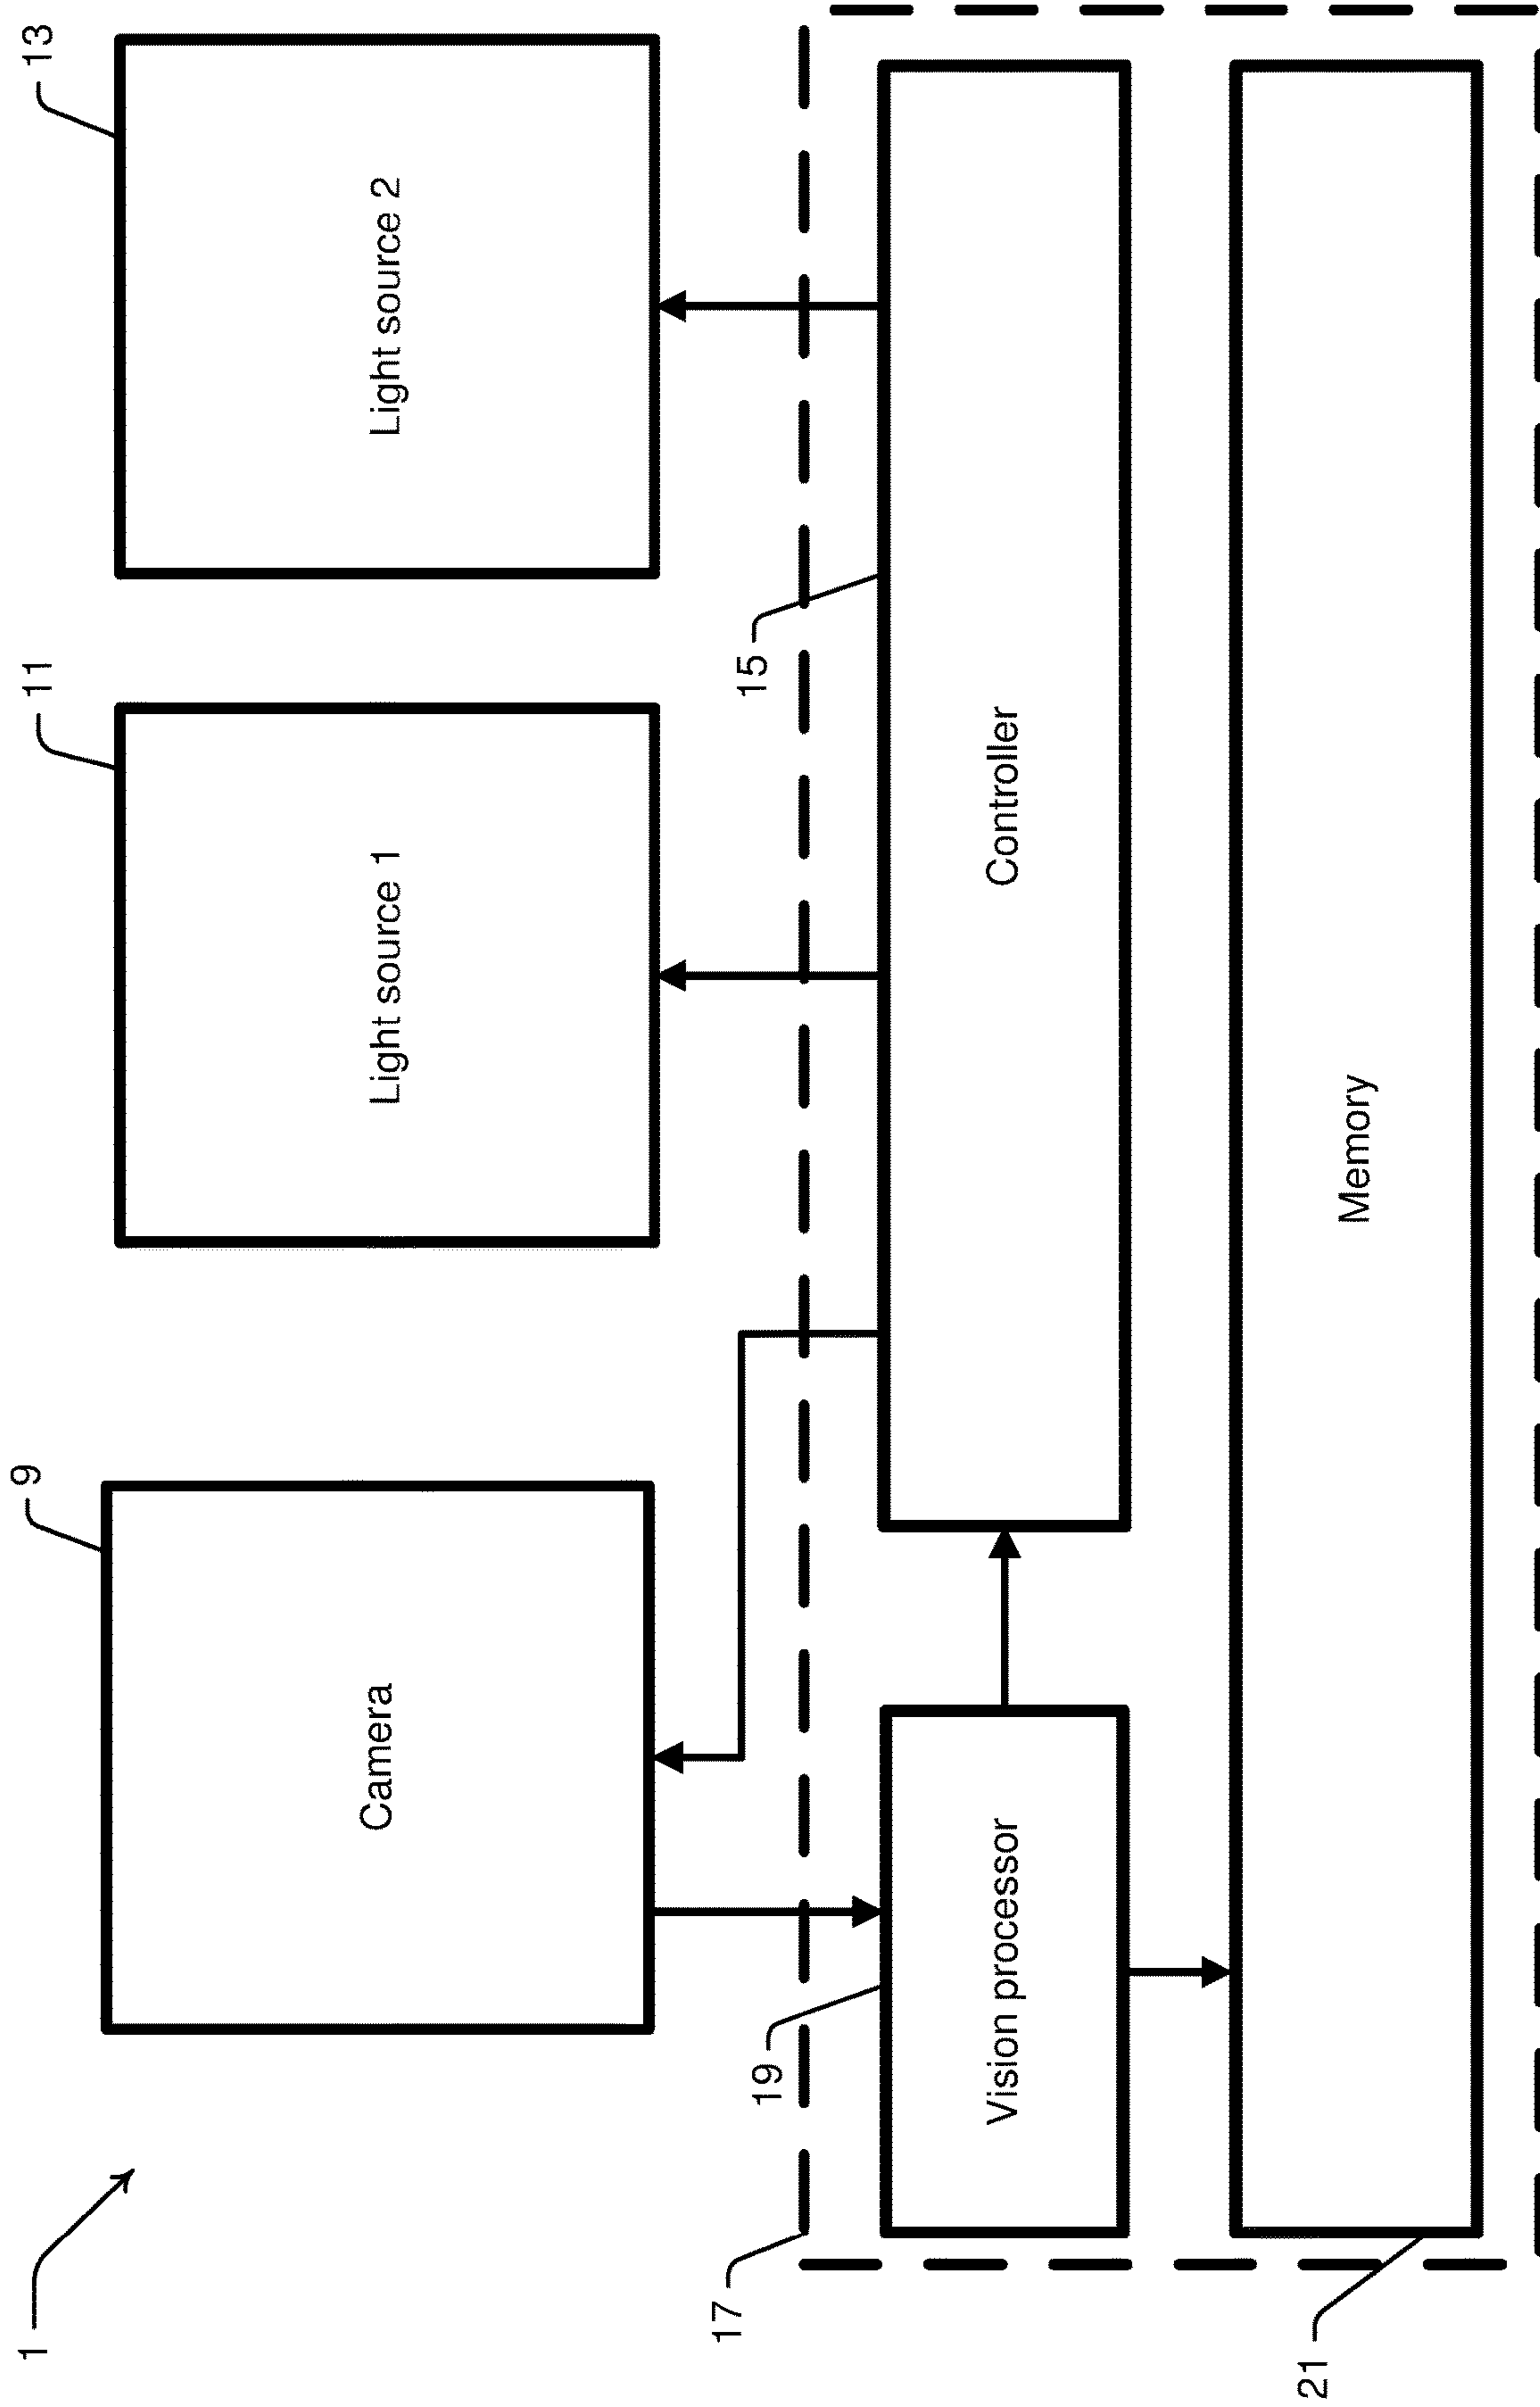 1
9
11
13
Camera
Light source 1
Light source 2
17
19
15
Vision processor
Controller
21
Memory